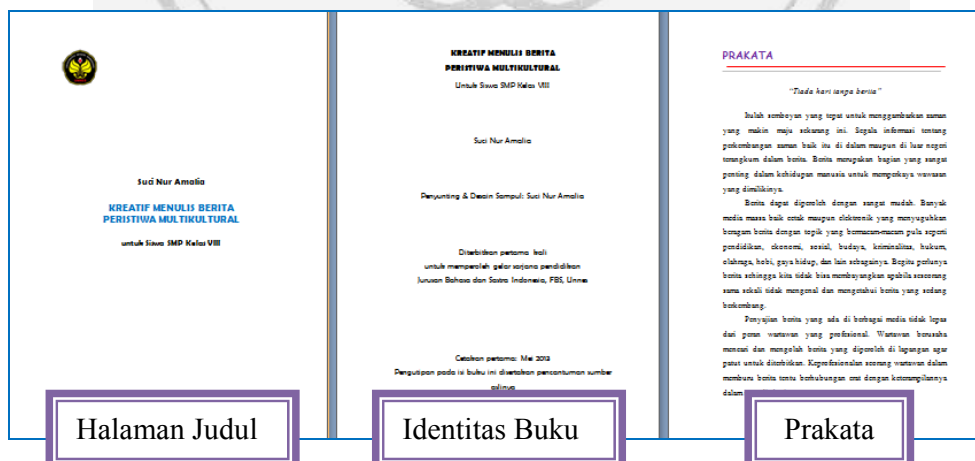 Suci Nur Amalia
KREATIF MENULIS BERITA
PERISTIWA MULTIKULTURAL
untuk Siswa SMP Kelas VIII
Halaman Judul
KREATIF MENULIS BERITA
PERISTIWA MULTIKULTURAL
Untuk Siswa SMP Kelas VIII
Suci Nur Amalia
Penyunting & Desain Sampul: Suci Nur Amalia
Diterbitkan pertama kali
untuk memperoleh gelar sarjana pendidikan
Jurusan Bahasa dan Sastra Indonesia, FBS, Unnes
Cetakan pertama: Mei 2013
Pengutipan pada isi buku ini disertakan pencantuman sumber
aslinya
Identitas Buku
PRAKATA
“Tiada hari tanpa berita”
Itulah semboyan yang tepat untuk menggambarkan zaman
yang makin maju sekarang ini. Segala informasi tentang
perkembangan zaman baik itu di dalam maupun di luar negeri
terangkum dalam berita. Berita merupakan bagian yang sangat
penting dalam kehidupan manusia untuk memperkaya wawasan
yang dimilikinya.
Berita dapat diperoleh dengan sangat mudah. Banyak
media massa baik cetak maupun elektronik yang menyuguhkan
beragam berita dengan topik yang bermacam-macam pula seperti
pendidikan, ekonomi, sosial, budaya, kriminalitas, hukum,
olahraga, hobi, gaya hidup, dan lain sebagainya. Begitu perlunya
berita sehingga kita tidak bisa membayangkan apabila seseorang
sama sekali tidak mengenal dan mengetahui berita yang sedang
berkembang.
Penyajian berita yang ada di berbagai media tidak lepas
dari peran wartawan yang profesional. Wartawan berusaha
mencari dan mengolah berita yang diperoleh di lapangan agar
patut untuk diterbitkan. Keprofesionalan seorang wartawan dalam
memburu berita tentu berhubungan erat dengan keterampilannya
dalam
Prakata